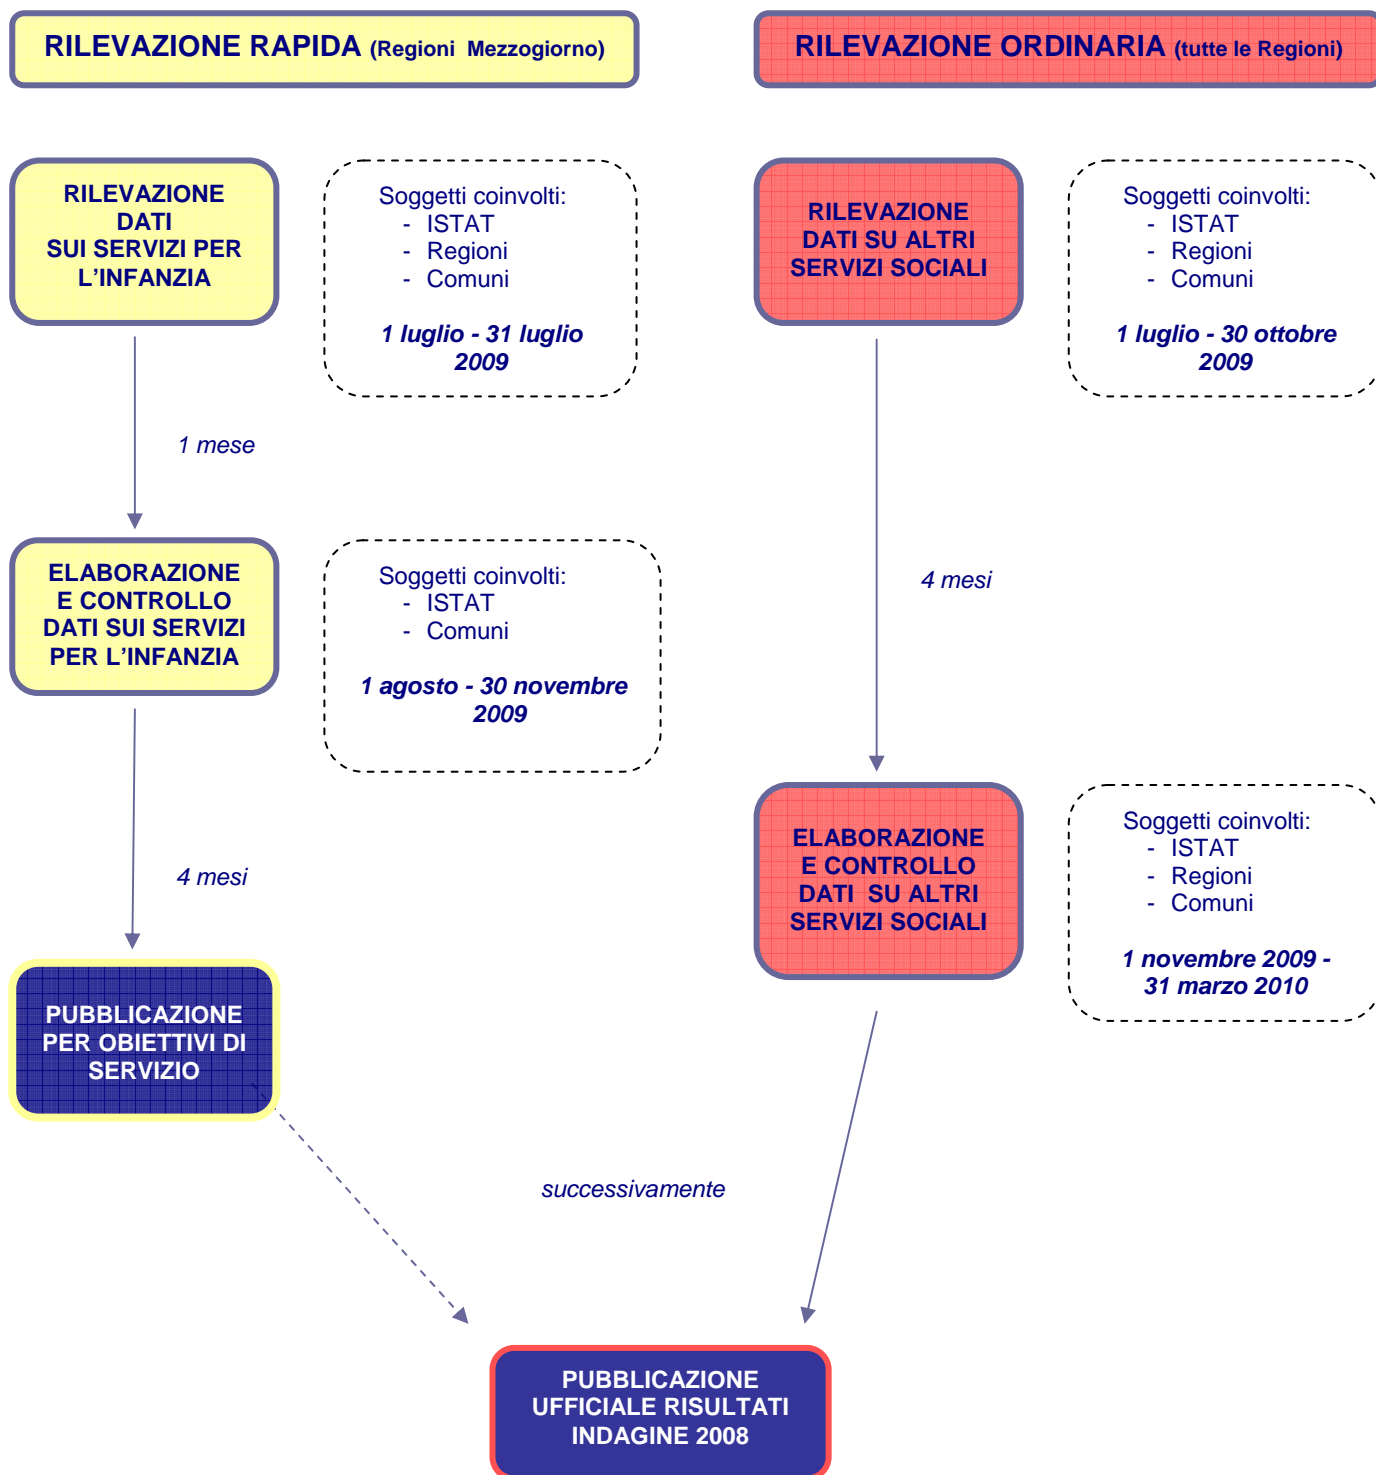 RILEVAZIONE RAPIDA (Regioni Mezzogiorno)
RILEVAZIONE ORDINARIA (tutte le Regioni)
RILEVAZIONE
DATI
SUI SERVIZI PER
L'INFANZIA
Soggetti coinvolti:
- ISTAT
- Regioni
- Comuni
1 luglio - 31 luglio
2009
RILEVAZIONE
DATI SU ALTRI
SERVIZI SOCIALI
Soggetti coinvolti:
- ISTAT
- Regioni
- Comuni
1 luglio - 30 ottobre
2009
1 mese
ELABORAZIONE
E CONTROLLO
DATI SUI SERVIZI
PER L'INFANZIA
Soggetti coinvolti:
- ISTAT
- Comuni
1 agosto - 30 novembre
2009
4 mesi
4 mesi
ELABORAZIONE
E CONTROLLO
DATI SU ALTRI
SERVIZI SOCIALI
Soggetti coinvolti:
- ISTAT
- Regioni
- Comuni
1 novembre 2009 -
31 marzo 2010
PUBBLICAZIONE
PER OBIETTIVI DI
SERVIZIO
successivamente
PUBBLICAZIONE
UFFICIALE RISULTATI
INDAGINE 2008